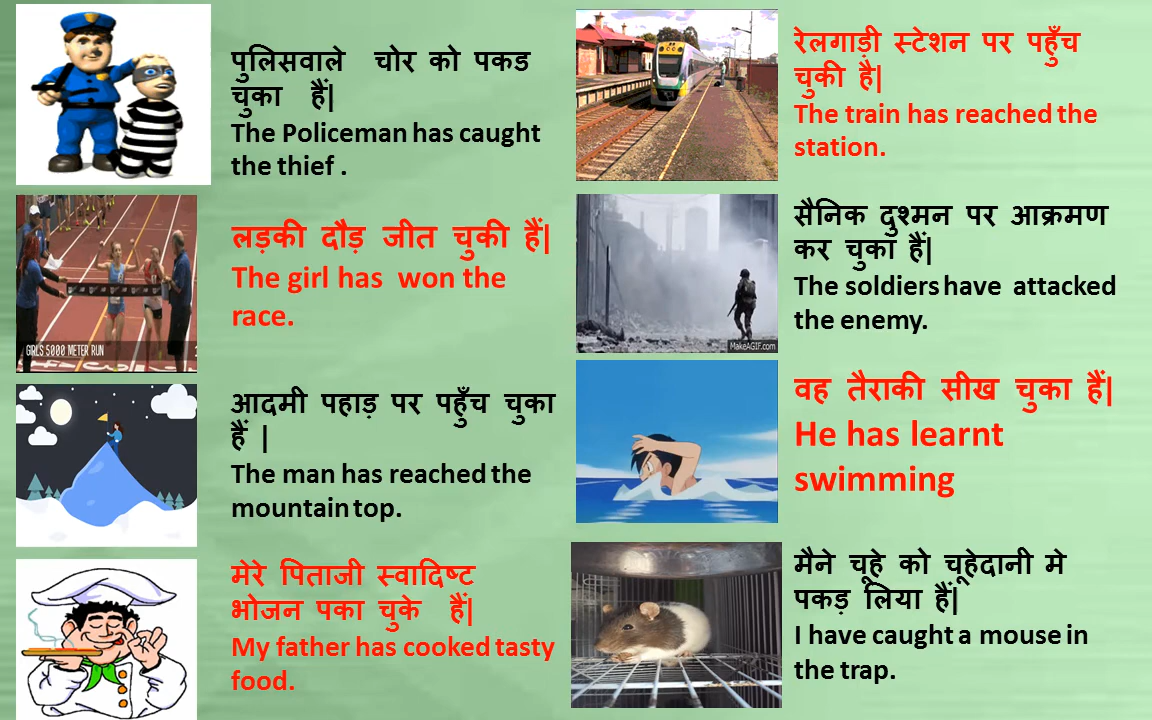 पुलिसवाले चोर को पकड
चुका हैं|
The Policeman has caught
the thief .
लड़की दौड़ जीत चुकी हैं|
The girl has won the
race.
GIRLS 5000 METER RUN
आदमी पहाड़ पर पहुँच चुका
हैं |
The man has reached the
mountain top.
मेरे पिताजी स्वादिष्ट
भोजन पका चुके हैं|
My father has cooked tasty
food.
रेलगाड़ी स्टेशन पर पहुँच
चुकी है|
The train has reached the
station.
सैनिक दुश्मन पर आक्रमण
कर चुका हैं|
The soldiers have attacked
the enemy.
MakeAGIF.com
वह तैराकी सीख चुका हैं|
He has learnt
swimming
मैने चूहे को चूहेदानी मे
पकड़ लिया हैं|
I have caught a mouse in
the trap.